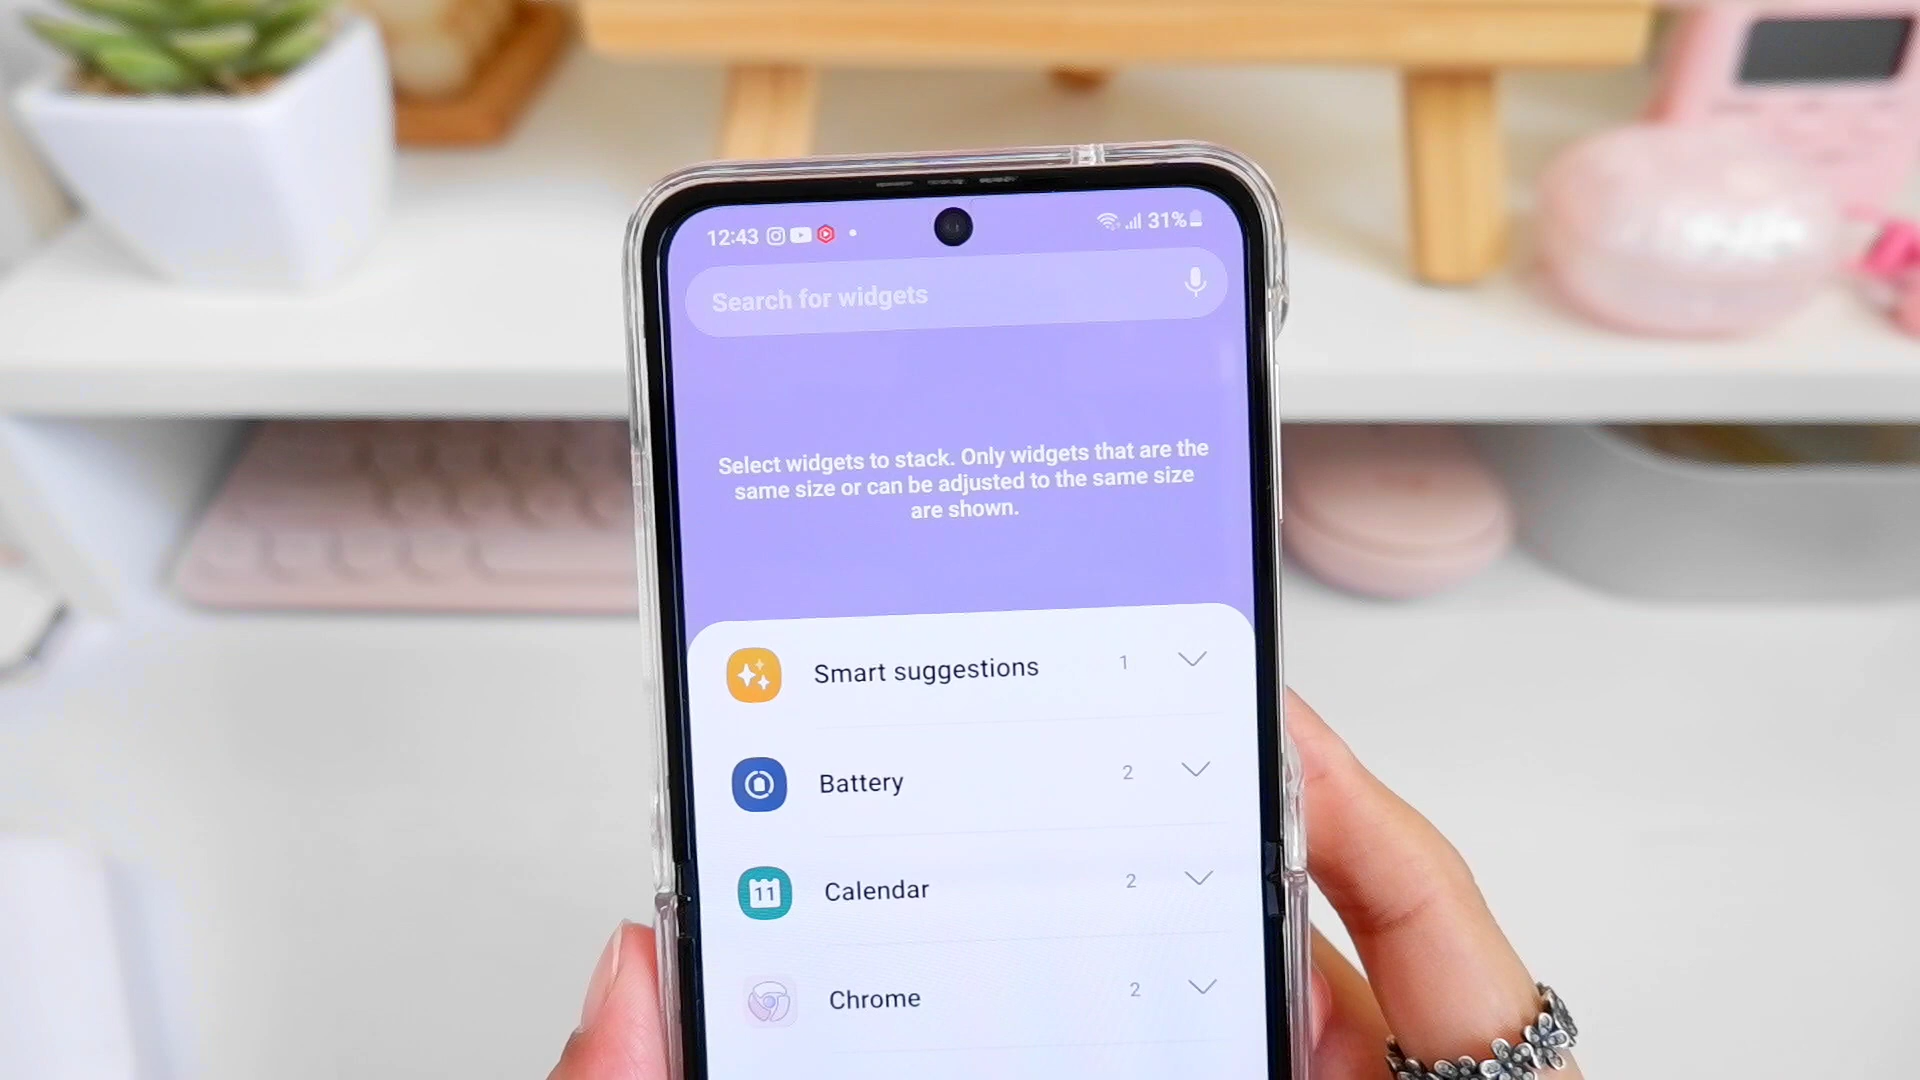 12:43 31%
Search for widgets
Select widgets to stack. Only widgets that are the
same size or can be adjusted to the same size
are shown.
Smart suggestions 1
Battery 2
11 Calendar 2
Chrome 2